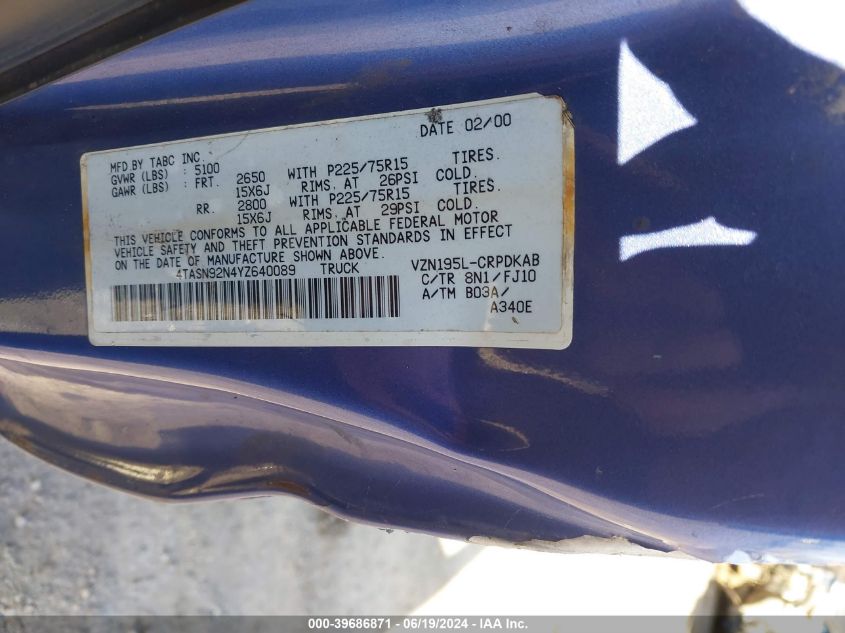 DATE 02/00
MFD BY TABC INC.
GVWR (LBS) : 5100
GAWR (LBS) : FRT. 2650 WITH P225/75R15 TIRES.
15X6J RIMS. AT 26PSI COLD.
RR. 2800 WITH P225/75R15 TIRES.
15X6J RIMS. AT 29PSI COLD.
THIS VEHICLE CONFORMS TO ALL APPLICABLE FEDERAL MOTOR
VEHICLE SAFETY AND THEFT PREVENTION STANDARDS IN EFFECT
ON THE DATE OF MANUFACTURE SHOWN ABOVE.
4TASN92N4YZ640089 TRUCK VZN195L-CRPDKAB
C/TR 8N1/FJ10
A/TM B03A/
A340E
000-39686871 - 06/19/2024 - IAA Inc.